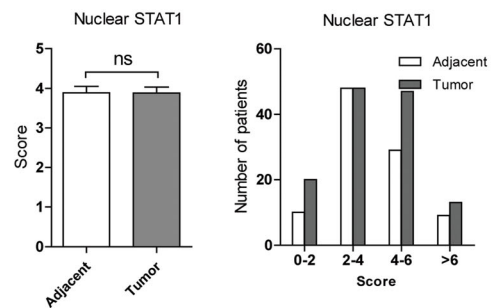 Nuclear STAT1
ns
5
4
3
2
1
0
Score
Adjacent
Tumor
Nuclear STAT1
Adjacent
Tumor
60
40
20
0
Number of patients
0-2 2-4 4-6 >6
Score